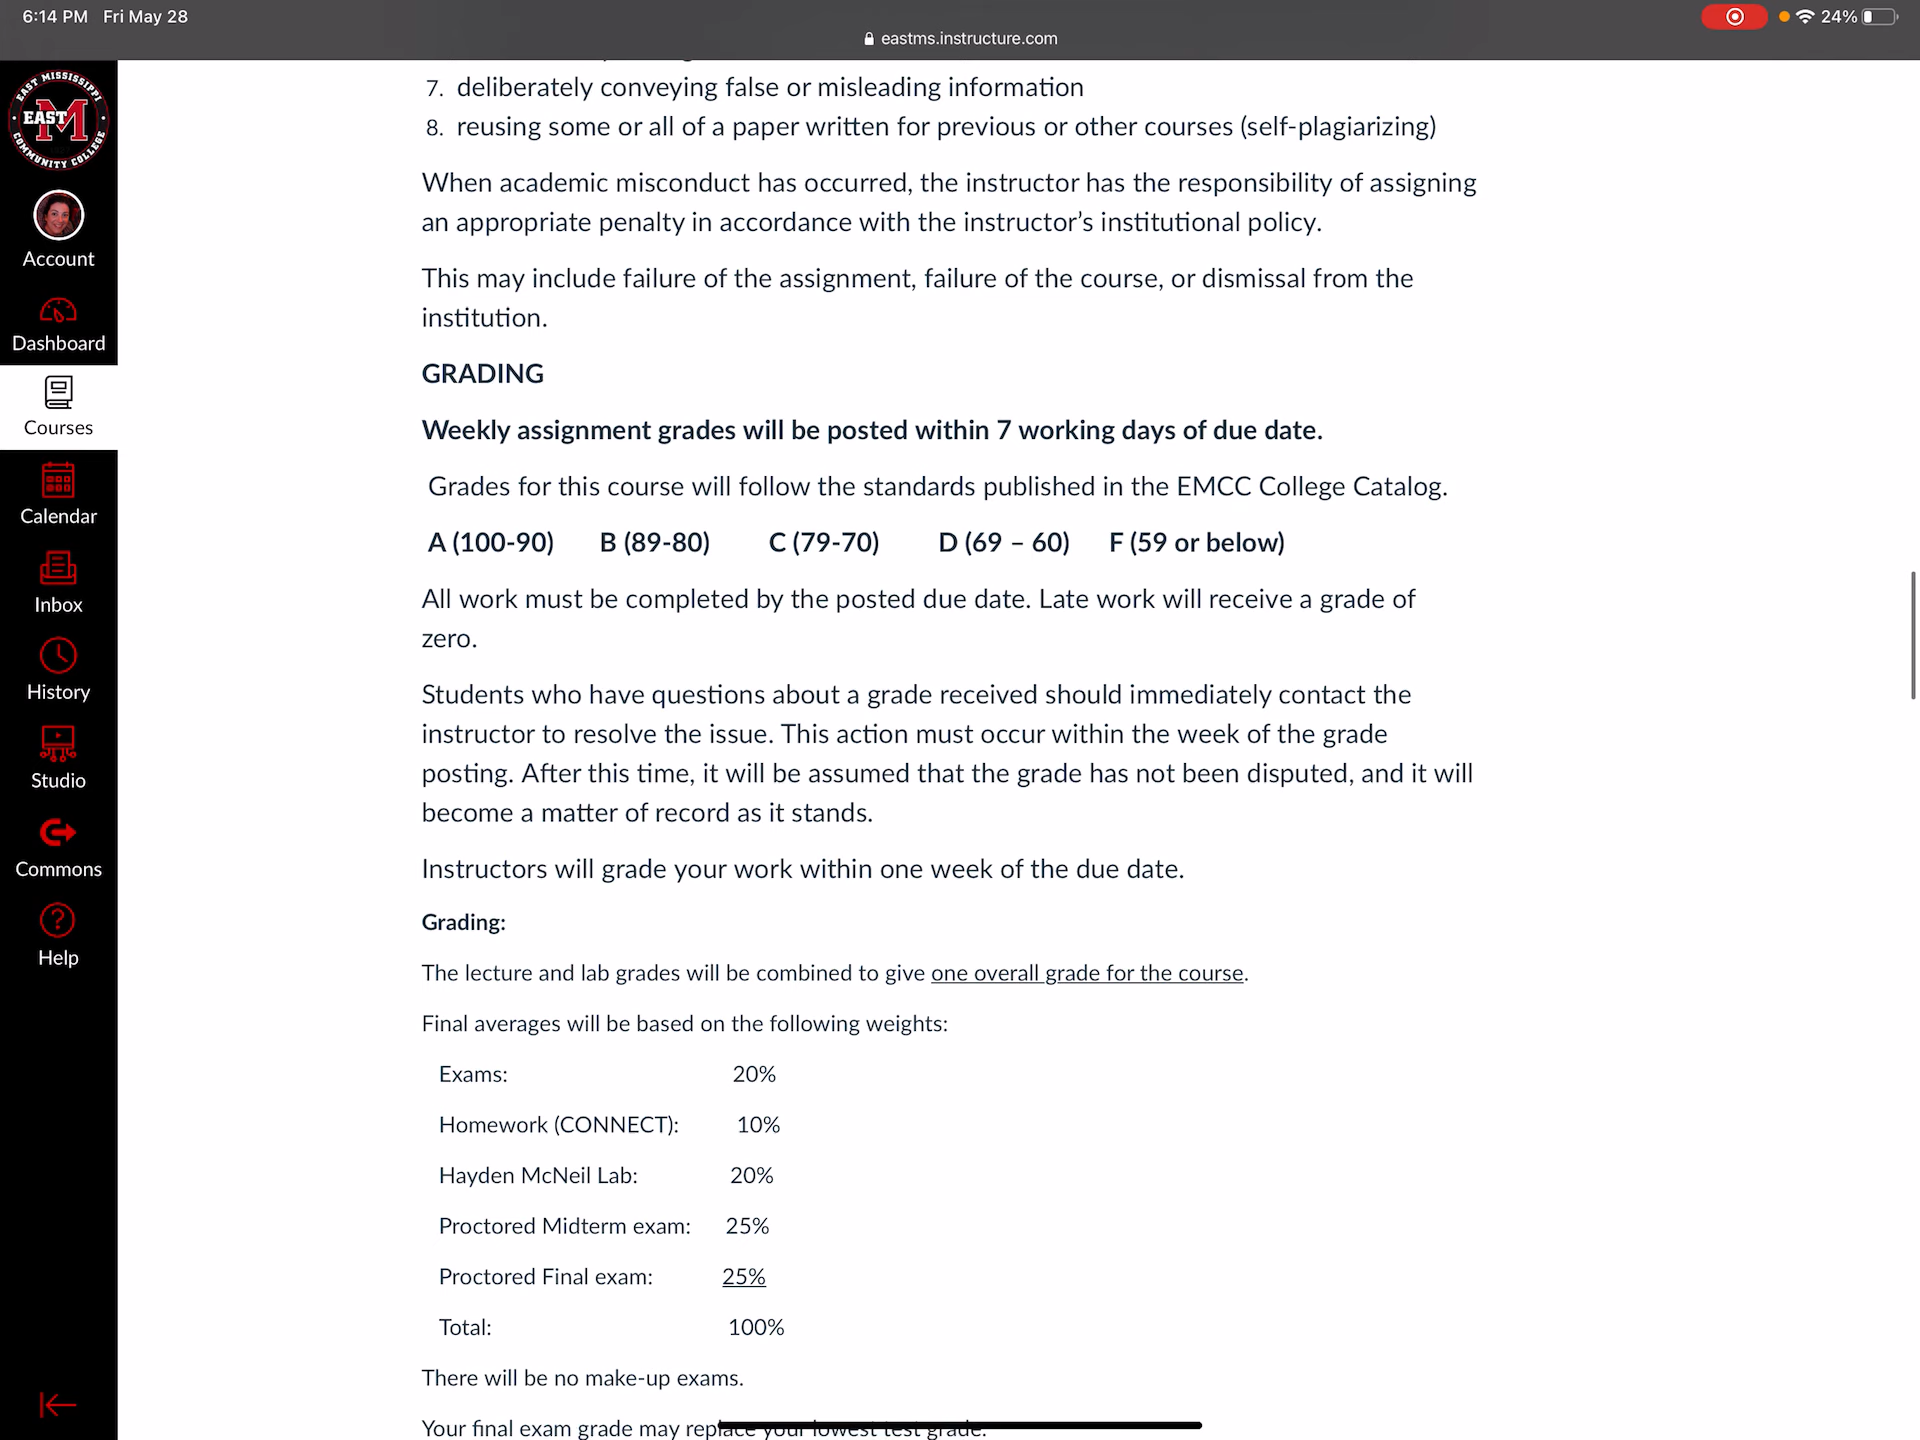 6:14 PM Fri May 28
24%
eastms.instructure.com
EAST MISSISSIPPI
EAST M
COMMUNITY COLLEGE
Account
Dashboard
Courses
Calendar
Inbox
History
Studio
Commons
Help
7. deliberately conveying false or misleading information
8. reusing some or all of a paper written for previous or other courses (self-plagiarizing)
When academic misconduct has occurred, the instructor has the responsibility of assigning
an appropriate penalty in accordance with the instructor’s institutional policy.
This may include failure of the assignment, failure of the course, or dismissal from the
institution.
GRADING
Weekly assignment grades will be posted within 7 working days of due date.
Grades for this course will follow the standards published in the EMCC College Catalog.
A (100-90) B (89-80) C (79-70) D (69 – 60) F (59 or below)
All work must be completed by the posted due date. Late work will receive a grade of
zero.
Students who have questions about a grade received should immediately contact the
instructor to resolve the issue. This action must occur within the week of the grade
posting. After this time, it will be assumed that the grade has not been disputed, and it will
become a matter of record as it stands.
Instructors will grade your work within one week of the due date.
Grading:
The lecture and lab grades will be combined to give one overall grade for the course.
Final averages will be based on the following weights:
Exams: 20%
Homework (CONNECT): 10%
Hayden McNeil Lab: 20%
Proctored Midterm exam: 25%
Proctored Final exam: 25%
Total: 100%
There will be no make-up exams.
Your final exam grade may replace your lowest test grade.